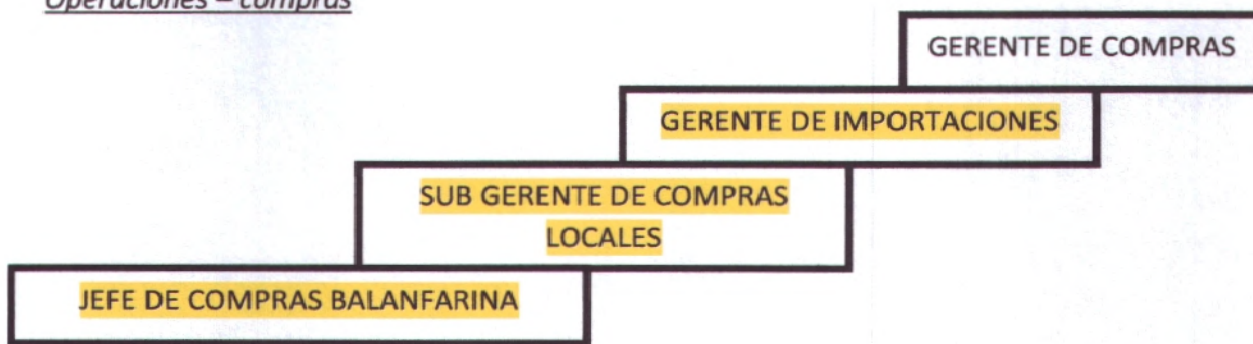 Operaciones – compras
GERENTE DE COMPRAS
GERENTE DE IMPORTACIONES
SUB GERENTE DE COMPRAS
LOCALES
JEFE DE COMPRAS BALANFARINA